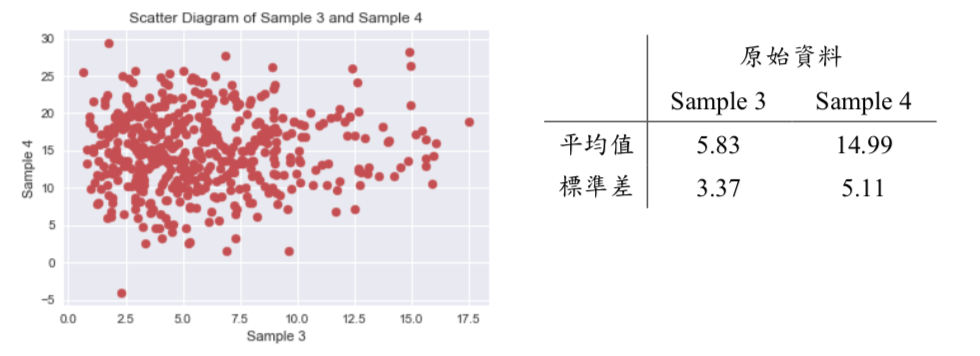 Scatter Diagram of Sample 3 and Sample 4
30
25
20
15
10
5
0
−5
Sample 4
0.0 2.5 5.0 7.5 10.0 12.5 15.0 17.5
Sample 3
原始資料
Sample 3 Sample 4
平均值 5.83 14.99
標準差 3.37 5.11